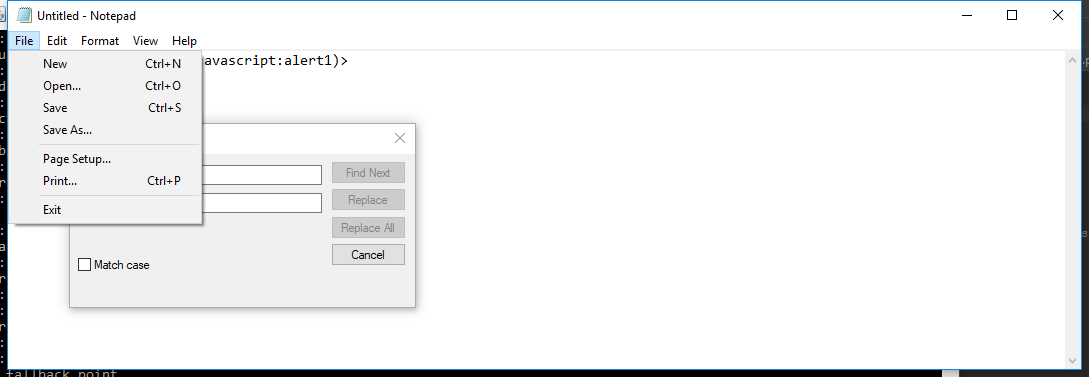 Untitled - Notepad
File Edit Format View Help
New Ctrl+N
avascript:alert1)>
Open... Ctrl+O
Save Ctrl+S
Save As...
Page Setup...
Find Next
Print... Ctrl+P
Replace
Exit
Replace All
Cancel
Match case
fallback point